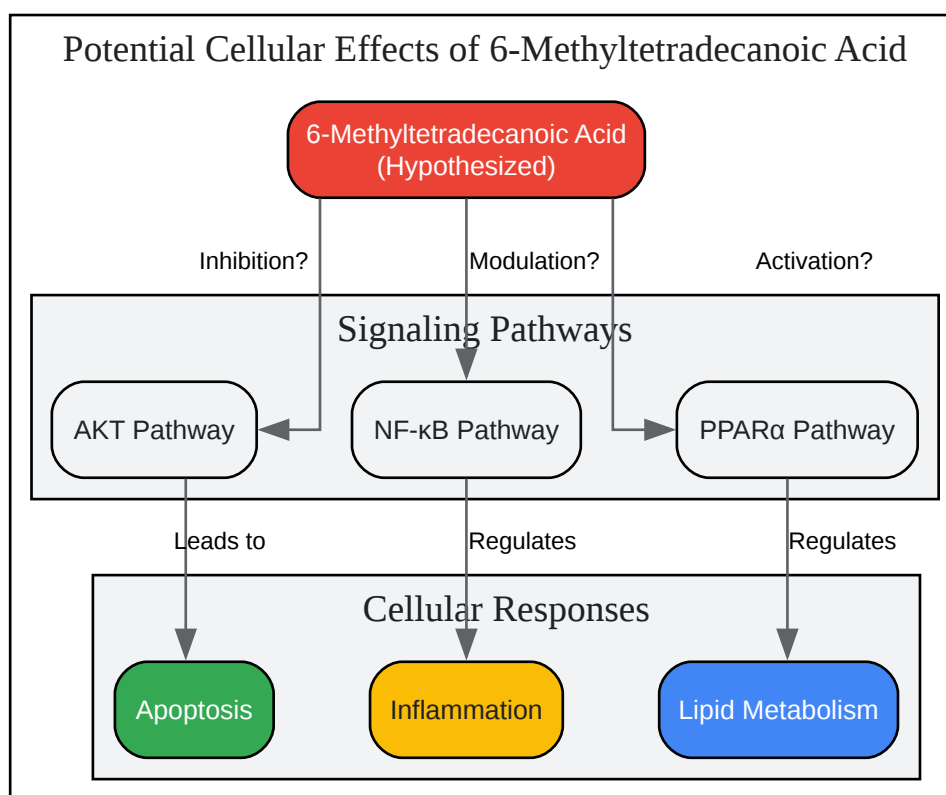 Potential Cellular Effects of 6-Methyltetradecanoic Acid
6-Methyltetradecanoic Acid
(Hypothesized)
Inhibition?
Modulation?
Activation?
Signaling Pathways
AKT Pathway
NF-κB Pathway
PPARα Pathway
Leads to
Regulates
Regulates
Cellular Responses
Apoptosis
Inflammation
Lipid Metabolism